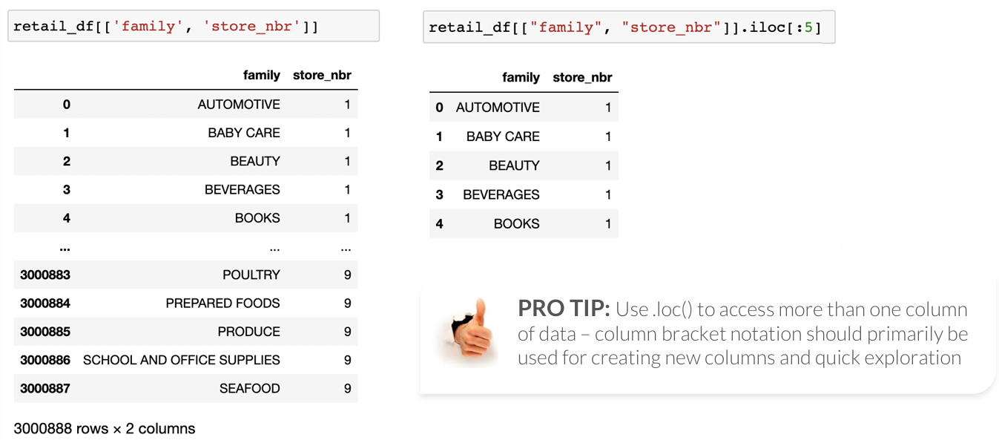 retail_df[['family', 'store_nbr']]
family store_nbr
0 AUTOMOTIVE 1
1 BABY CARE 1
2 BEAUTY 1
3 BEVERAGES 1
4 BOOKS 1
... ... ...
3000883 POULTRY 9
3000884 PREPARED FOODS 9
3000885 PRODUCE 9
3000886 SCHOOL AND OFFICE SUPPLIES 9
3000887 SEAFOOD 9
3000888 rows × 2 columns
retail_df[["family", "store_nbr"]].iloc[:5]
family store_nbr
0 AUTOMOTIVE 1
1 BABY CARE 1
2 BEAUTY 1
3 BEVERAGES 1
4 BOOKS 1
PRO TIP: Use .loc() to access more than one column
of data – column bracket notation should primarily be
used for creating new columns and quick exploration